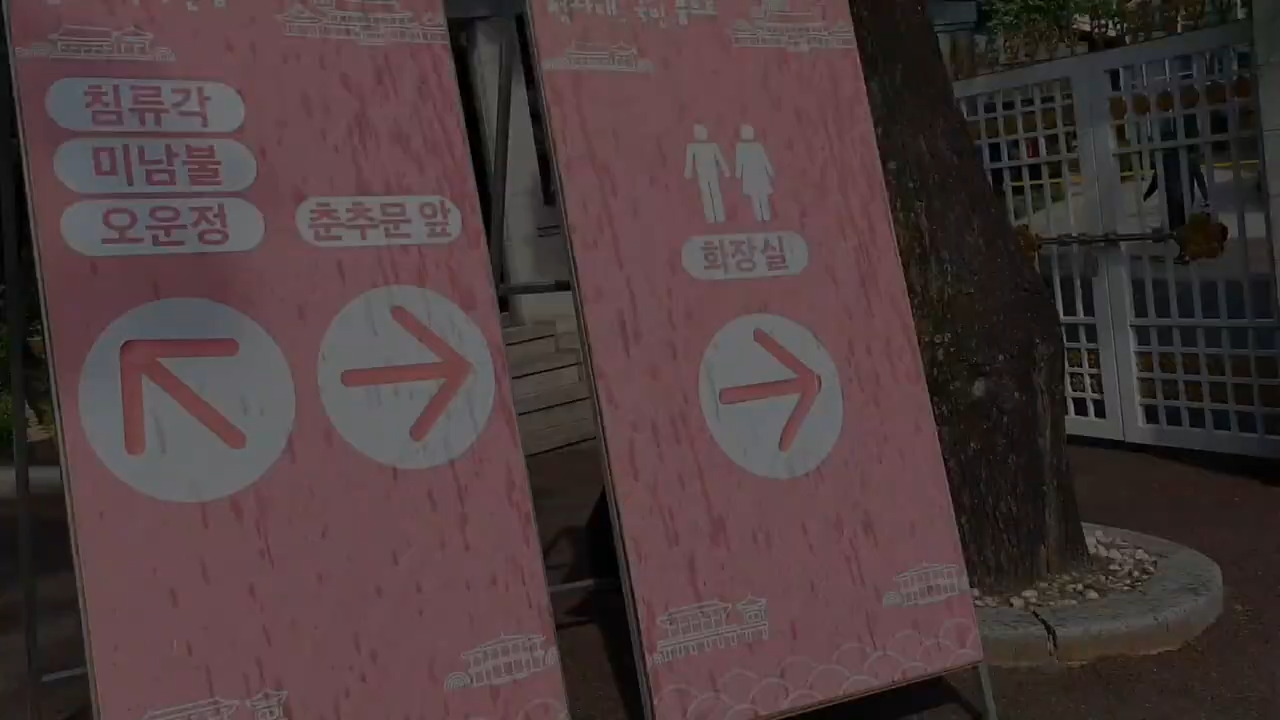 침류각
미남불
오운정
춘추문 앞
화장실